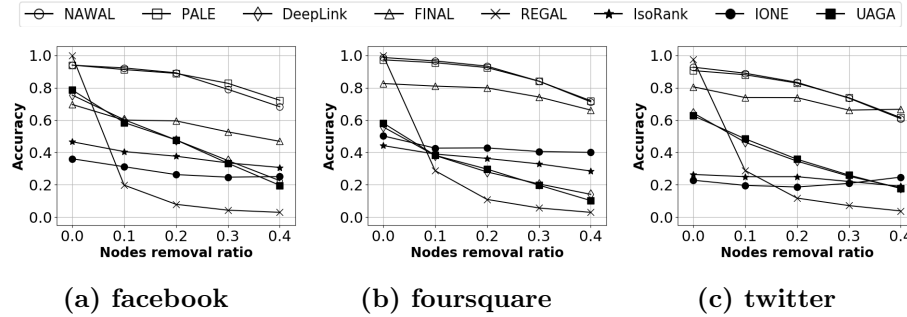 NAWAL PALE DeepLink FINAL REGAL IsoRank IONE UAGA
Accuracy
1.0
0.8
0.6
0.4
0.2
0.0
0.0 0.1 0.2 0.3 0.4
Nodes removal ratio
(a) facebook
Accuracy
1.0
0.8
0.6
0.4
0.2
0.0
0.0 0.1 0.2 0.3 0.4
Nodes removal ratio
(b) foursquare
Accuracy
1.0
0.8
0.6
0.4
0.2
0.0
0.0 0.1 0.2 0.3 0.4
Nodes removal ratio
(c) twitter